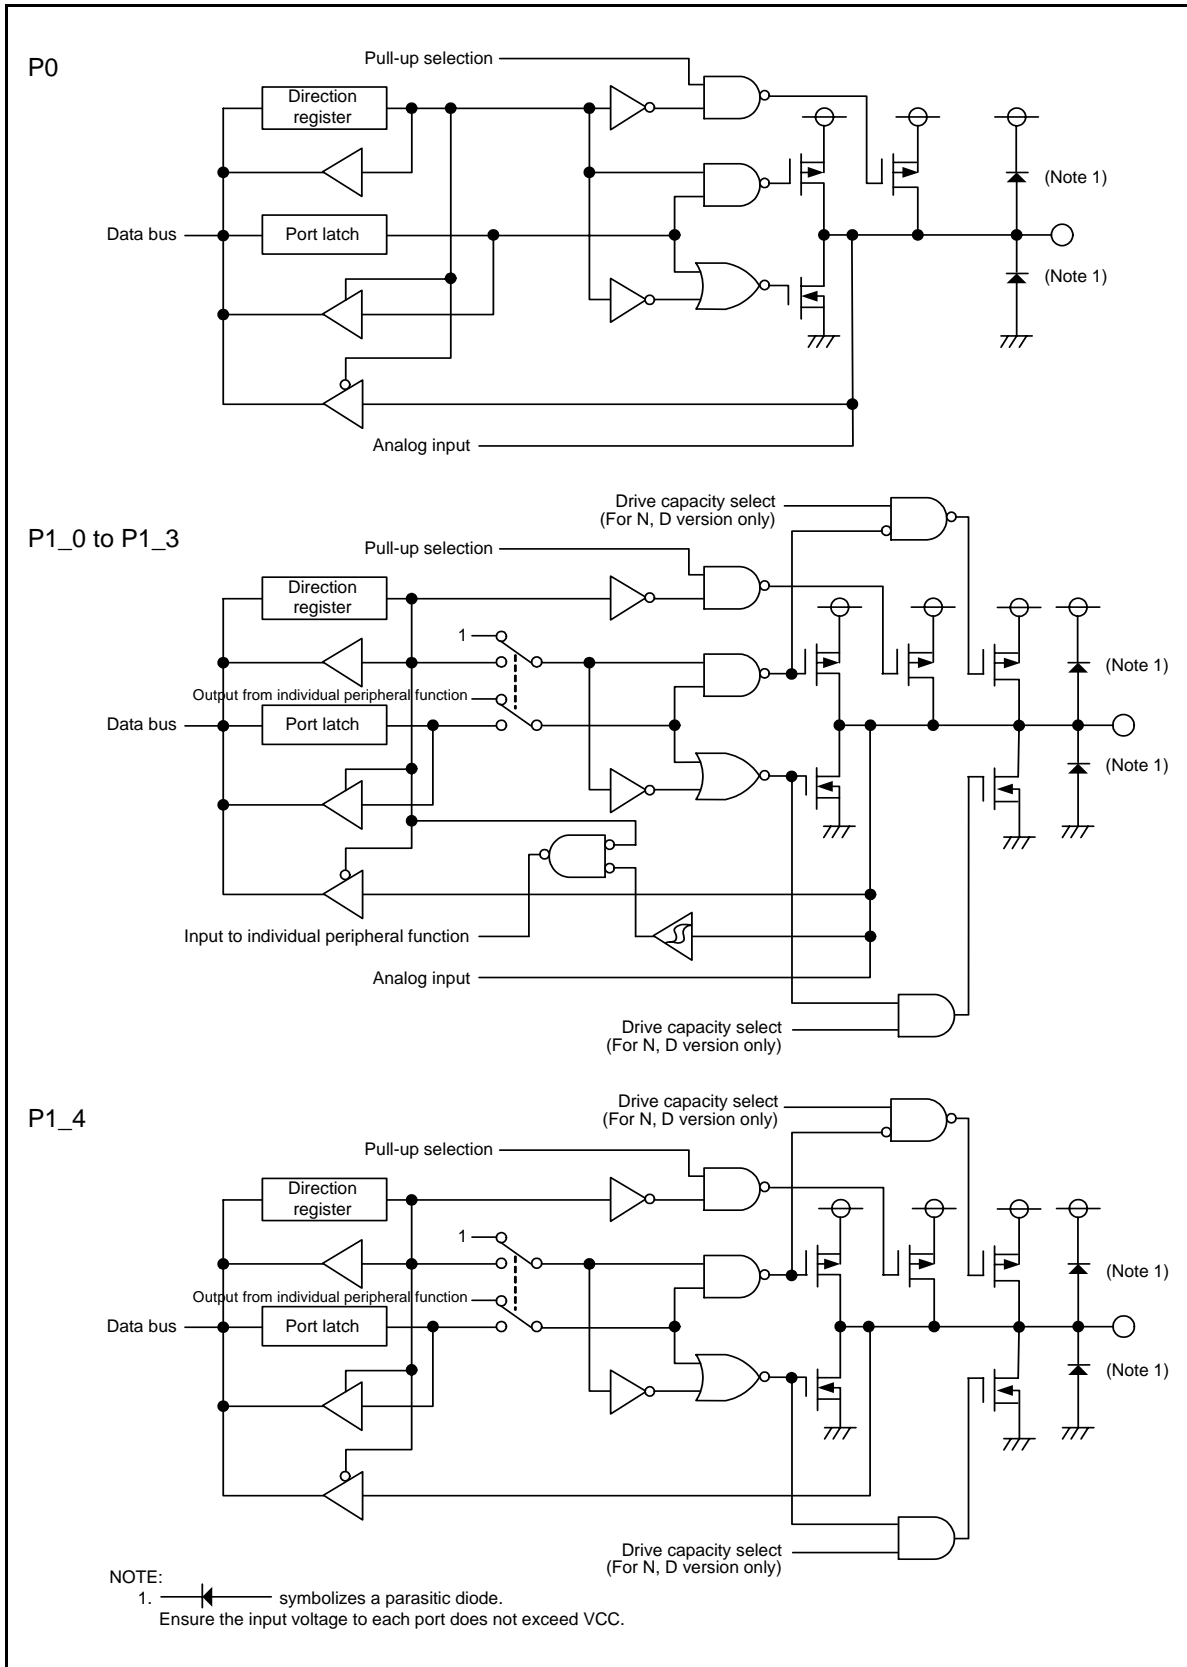 P0
Pull-up selection
Direction
register
(Note 1)
Data bus
Port latch
(Note 1)
Analog input
P1_0 to P1_3
Drive capacity select
(For N, D version only)
Pull-up selection
Direction
register
1
(Note 1)
Output from individual peripheral function
Data bus
Port latch
(Note 1)
Input to individual peripheral function
Analog input
Drive capacity select
(For N, D version only)
P1_4
Drive capacity select
(For N, D version only)
Pull-up selection
Direction
register
1
(Note 1)
Output from individual peripheral function
Data bus
Port latch
(Note 1)
Drive capacity select
(For N, D version only)
NOTE:
1. symbolizes a parasitic diode.
Ensure the input voltage to each port does not exceed VCC.